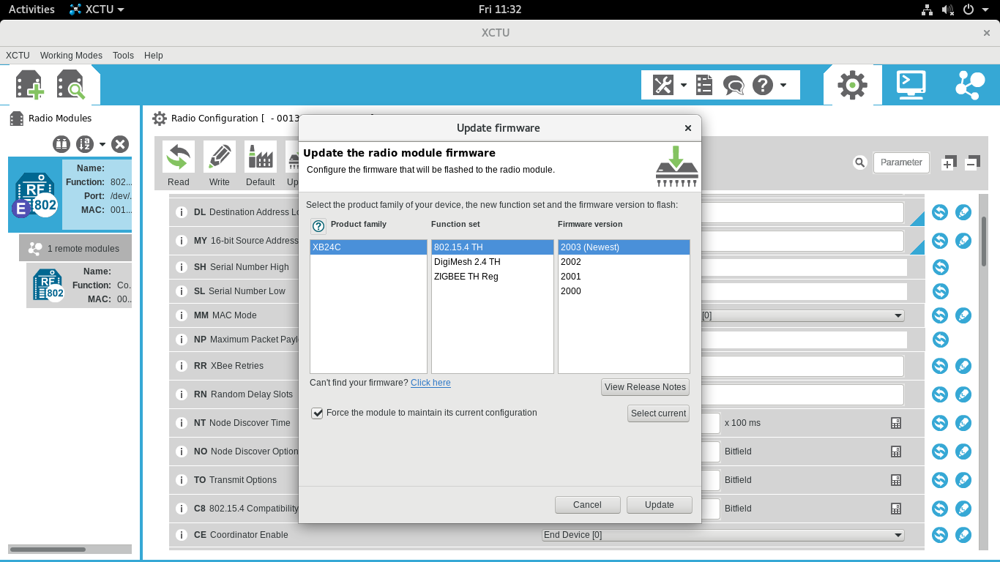 Activities XCTU Fri 11:32
XCTU
XCTU Working Modes Tools Help
Radio Modules
Name:
Function: 802...
Port: /dev/.
MAC: 001...
RF
802
E
1 remote modules
Name:
Function: Co...
MAC: 00...
RF
802
Radio Configuration [ - 0013
Read Write Default Up
Parameter
DL Destination Address Lo
MY 16-bit Source Address
SH Serial Number High
SL Serial Number Low
MM MAC Mode [0]
NP Maximum Packet Payl
RR XBee Retries
RN Random Delay Slots
NT Node Discover Time x 100 ms
NO Node Discover Option Bitfield
TO Transmit Options Bitfield
C8 802.15.4 Compatibility Bitfield
CE Coordinator Enable End Device [0]
Update firmware
Update the radio module firmware
Configure the firmware that will be flashed to the radio module.
Select the product family of your device, the new function set and the firmware version to flash:
Product family Function set Firmware version
XB24C 802.15.4 TH 2003 (Newest)
DigiMesh 2.4 TH 2002
ZIGBEE TH Reg 2001
2000
Can't find your firmware? Click here
View Release Notes
Force the module to maintain its current configuration
Select current
Cancel Update